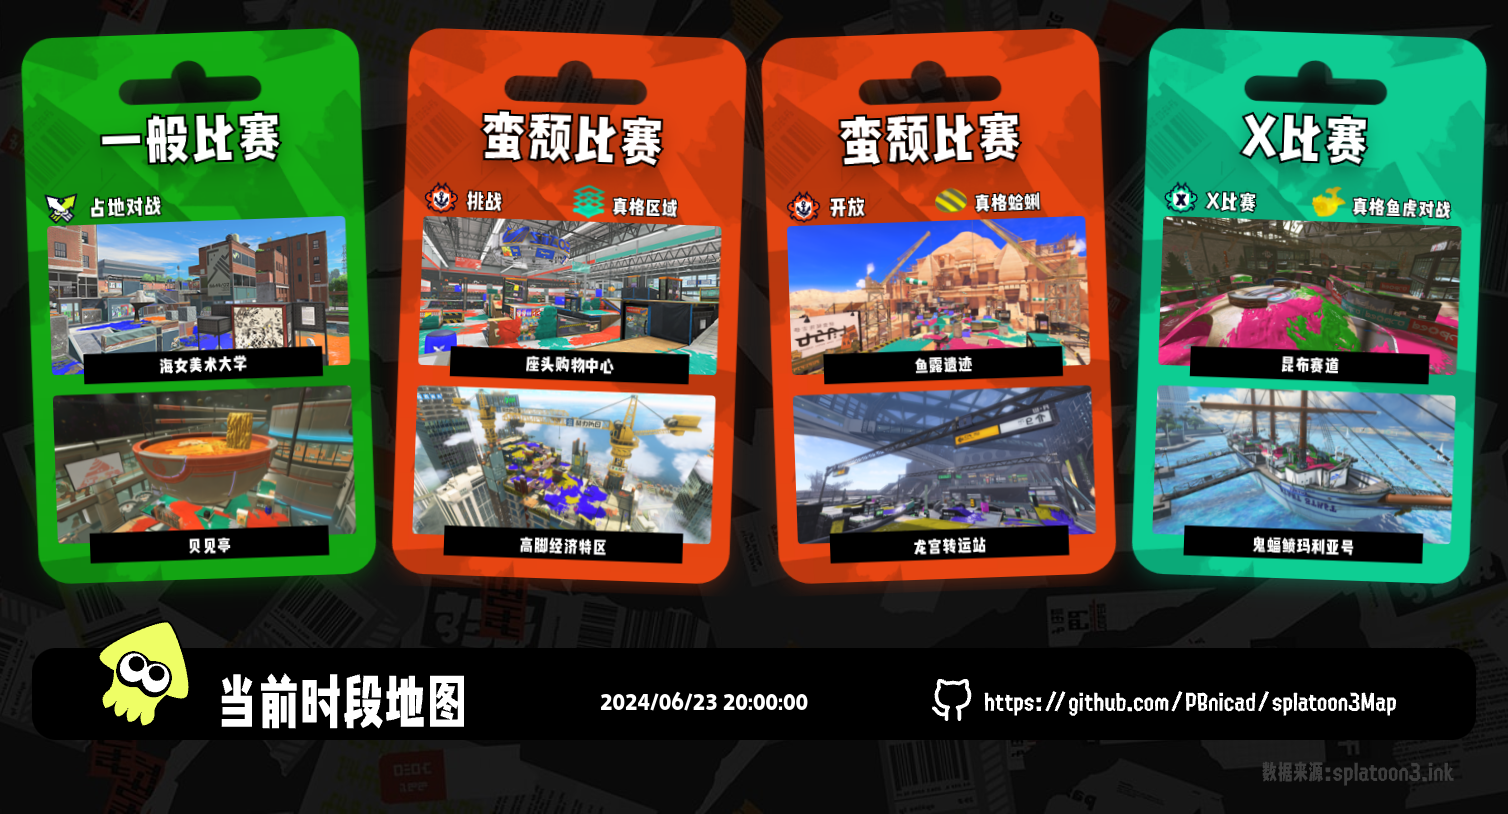 一般比赛
占地对战
海女美术大学
贝贝亭
蛮颓比赛
挑战
真格区域
座头购物中心
高脚经济特区
蛮颓比赛
开放
真格蛤蜊
鱼露遗迹
龙宫转运站
X比赛
X比赛
真格鱼虎对战
昆布赛道
鬼蝠鲼玛利亚号
当前时段地图
2024/06/23 20:00:00
https://github.com/PBnicad/splatoon3Map
数据来源:splatoon3.ink